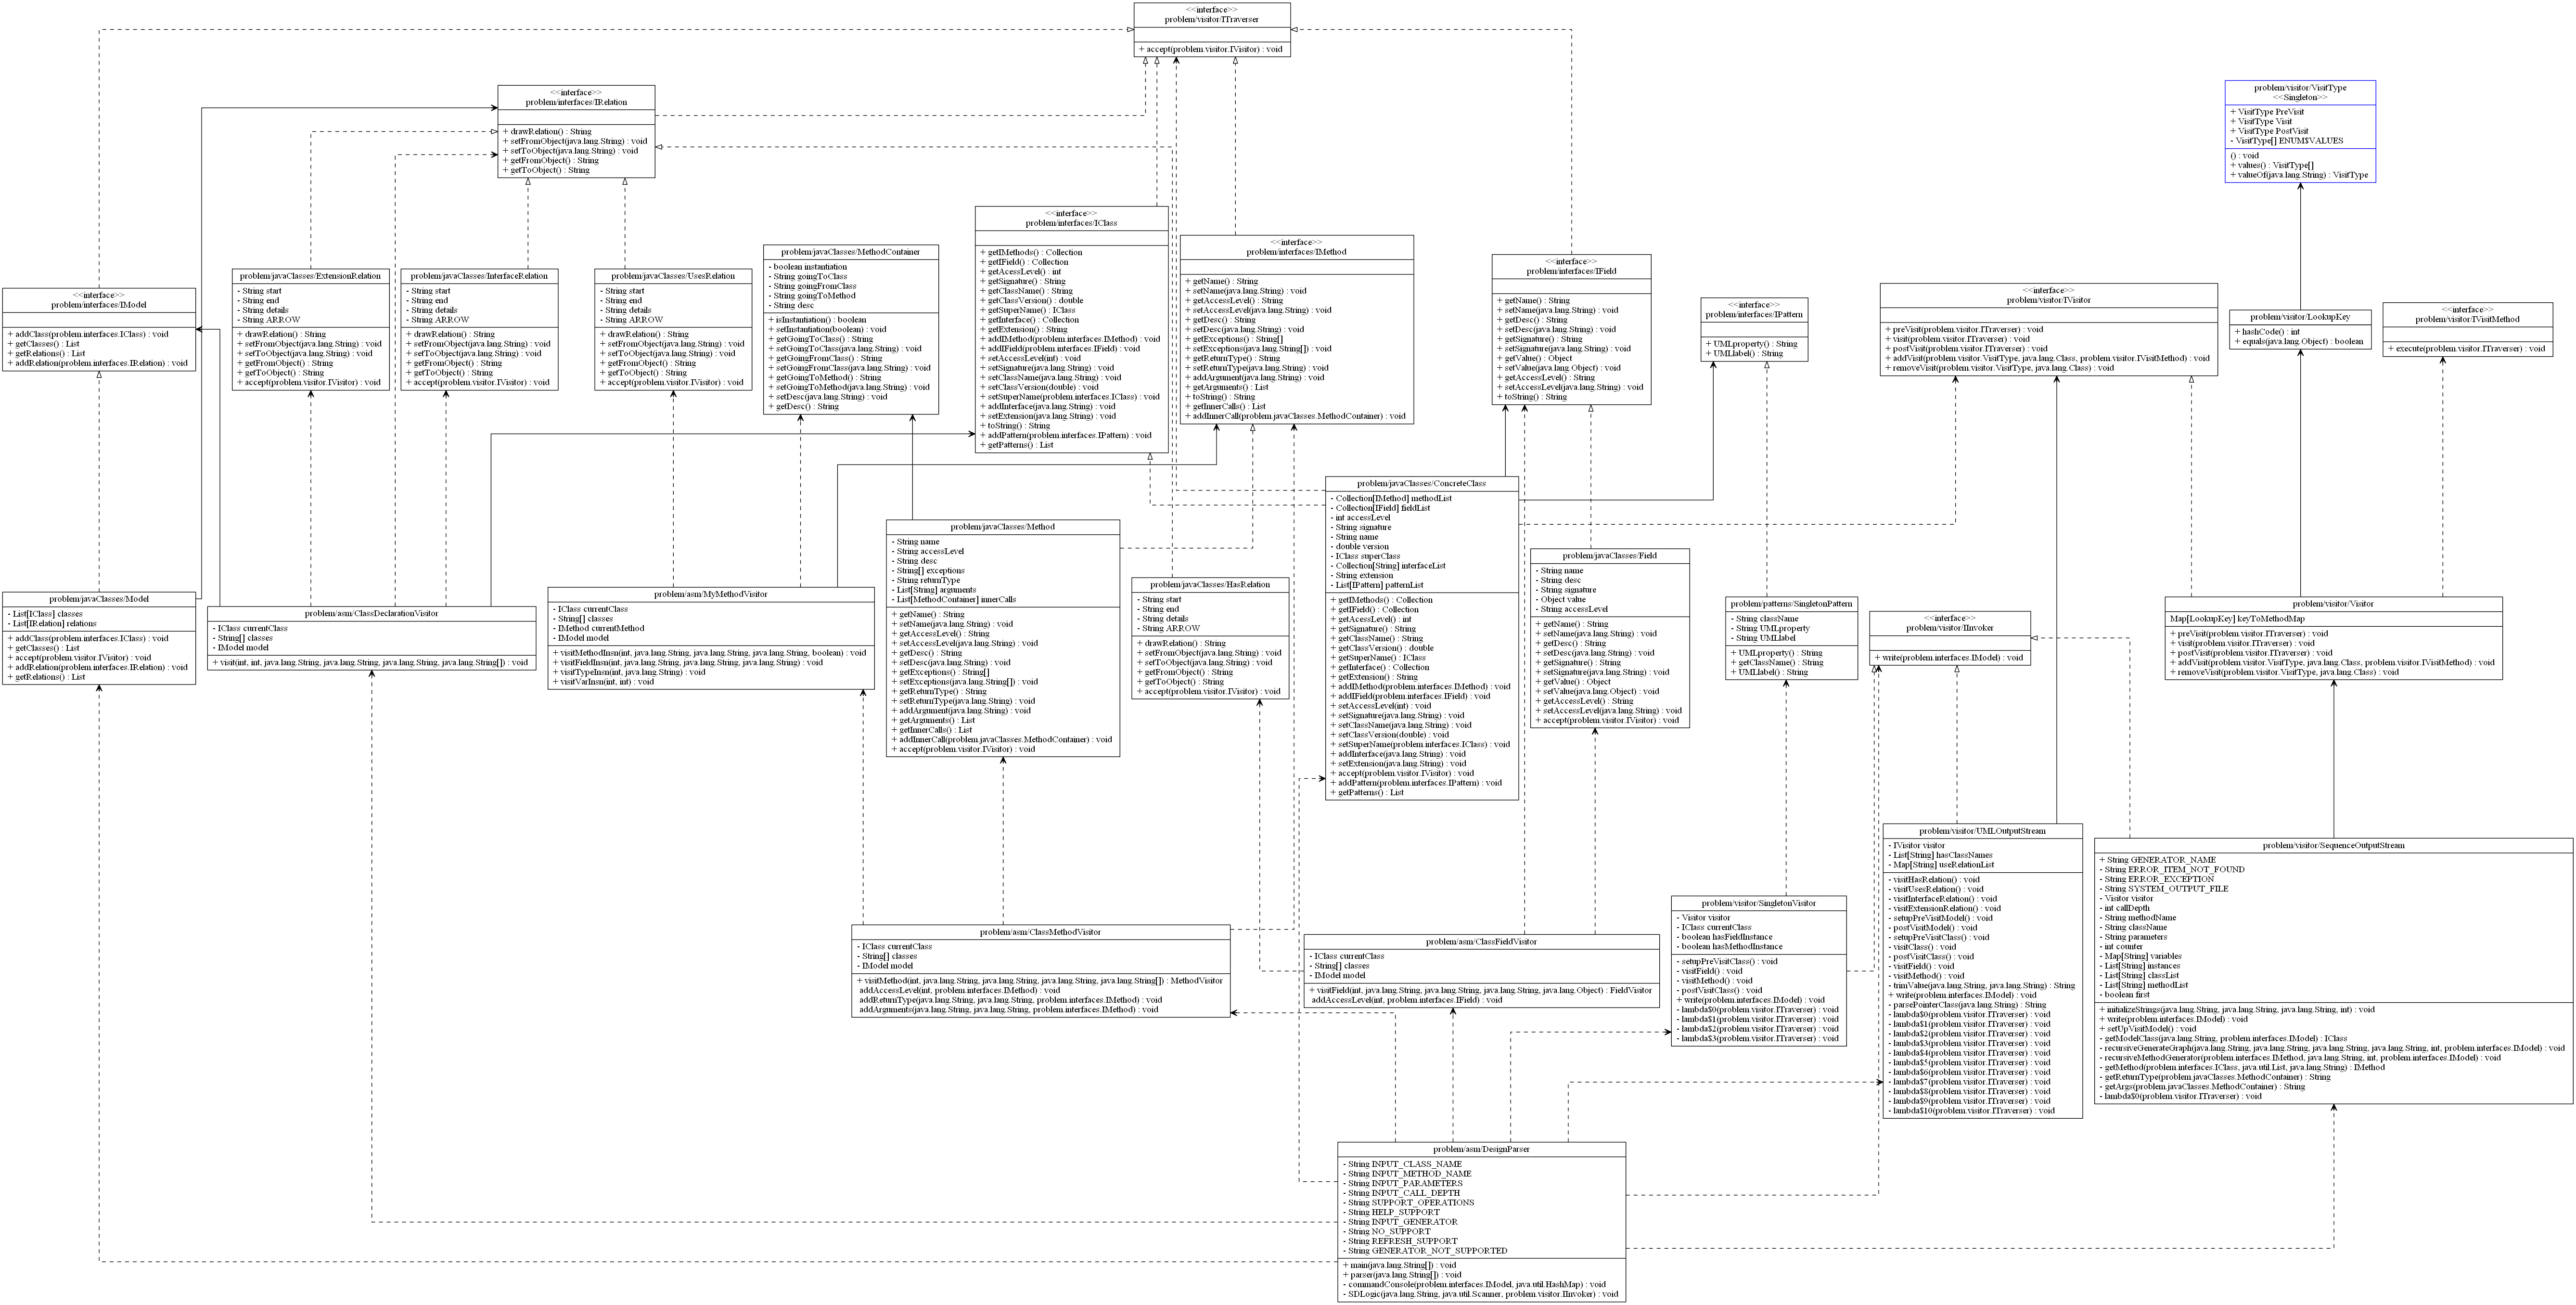 <<interface>>
problem/visitor/ITraverser
+ accept(problem.visitor.IVisitor) : void
<<interface>>
problem/interfaces/IRelation
+ drawRelation() : String
+ setFromObject(java.lang.String) : void
+ setToObject(java.lang.String) : void
+ getFromObject() : String
+ getToObject() : String
problem/visitor/VisitType
<<Singleton>>
+ VisitType PreVisit
+ VisitType Visit
+ VisitType PostVisit
- VisitType[] ENUM$VALUES
() : void
+ values() : VisitType[]
+ valueOf(java.lang.String) : VisitType
<<interface>>
problem/interfaces/IModel
+ addClass(problem.interfaces.IClass) : void
+ getClasses() : List
+ getRelations() : List
+ addRelation(problem.interfaces.IRelation) : void
problem/javaClasses/ExtensionRelation
- String start
- String end
- String details
- String ARROW
+ drawRelation() : String
+ setFromObject(java.lang.String) : void
+ setToObject(java.lang.String) : void
+ getFromObject() : String
+ getToObject() : String
+ accept(problem.visitor.IVisitor) : void
problem/javaClasses/InterfaceRelation
- String start
- String end
- String details
- String ARROW
+ drawRelation() : String
+ setFromObject(java.lang.String) : void
+ setToObject(java.lang.String) : void
+ getFromObject() : String
+ getToObject() : String
+ accept(problem.visitor.IVisitor) : void
problem/javaClasses/UsesRelation
- String start
- String end
- String details
- String ARROW
+ drawRelation() : String
+ setFromObject(java.lang.String) : void
+ setToObject(java.lang.String) : void
+ getFromObject() : String
+ getToObject() : String
+ accept(problem.visitor.IVisitor) : void
problem/javaClasses/MethodContainer
- boolean instantiation
- String goingToClass
- String goingFromClass
- String goingToMethod
- String desc
+ isInstantiation() : boolean
+ setInstantiation(boolean) : void
+ getGoingToClass() : String
+ setGoingToClass(java.lang.String) : void
+ getGoingFromClass() : String
+ setGoingFromClass(java.lang.String) : void
+ getGoingToMethod() : String
+ setGoingToMethod(java.lang.String) : void
+ setDesc(java.lang.String) : void
+ getDesc() : String
<<interface>>
problem/interfaces/IClass
+ getIMethods() : Collection
+ getIField() : Collection
+ getAcessLevel() : int
+ getSignature() : String
+ getClassName() : String
+ getClassVersion() : double
+ getSuperName() : IClass
+ getInterface() : Collection
+ getExtension() : String
+ addIMethod(problem.interfaces.IMethod) : void
+ addIField(problem.interfaces.IField) : void
+ setAccessLevel(int) : void
+ setSignature(java.lang.String) : void
+ setClassName(java.lang.String) : void
+ setClassVersion(double) : void
+ setSuperName(problem.interfaces.IClass) : void
+ addInterface(java.lang.String) : void
+ setExtension(java.lang.String) : void
+ toString() : String
+ addPattern(problem.interfaces.IPattern) : void
+ getPatterns() : List
<<interface>>
problem/interfaces/IMethod
+ getName() : String
+ setName(java.lang.String) : void
+ getAccessLevel() : String
+ setAccessLevel(java.lang.String) : void
+ getDesc() : String
+ setDesc(java.lang.String) : void
+ getExceptions() : String[]
+ setExceptions(java.lang.String[]) : void
+ getReturnType() : String
+ setReturnType(java.lang.String) : void
+ addArgument(java.lang.String) : void
+ getArguments() : List
+ toString() : String
+ getInnerCalls() : List
+ addInnerCall(problem.javaClasses.MethodContainer) : void
<<interface>>
problem/interfaces/IField
+ getName() : String
+ setName(java.lang.String) : void
+ getDesc() : String
+ setDesc(java.lang.String) : void
+ getSignature() : String
+ setSignature(java.lang.String) : void
+ getValue() : Object
+ setValue(java.lang.Object) : void
+ getAccessLevel() : String
+ setAccessLevel(java.lang.String) : void
+ toString() : String
<<interface>>
problem/interfaces/IPattern
+ UMLproperty() : String
+ UMLlabel() : String
<<interface>>
problem/visitor/IVisitor
+ preVisit(problem.visitor.ITraverser) : void
+ visit(problem.visitor.ITraverser) : void
+ postVisit(problem.visitor.ITraverser) : void
+ addVisit(problem.visitor.VisitType, java.lang.Class, problem.visitor.IVisitMethod) : void
+ removeVisit(problem.visitor.VisitType, java.lang.Class) : void
problem/visitor/LookupKey
+ hashCode() : int
+ equals(java.lang.Object) : boolean
<<interface>>
problem/visitor/IVisitMethod
+ execute(problem.visitor.ITraverser) : void
problem/javaClasses/Model
- List[IClass] classes
- List[IRelation] relations
+ addClass(problem.interfaces.IClass) : void
+ getClasses() : List
+ accept(problem.visitor.IVisitor) : void
+ addRelation(problem.interfaces.IRelation) : void
+ getRelations() : List
problem/asm/ClassDeclarationVisitor
- IClass currentClass
- String[] classes
- IModel model
+ visit(int, int, java.lang.String, java.lang.String, java.lang.String, java.lang.String[]) : void
problem/asm/MyMethodVisitor
- IClass currentClass
- String[] classes
- IMethod currentMethod
- IModel model
+ visitMethodInsn(int, java.lang.String, java.lang.String, java.lang.String, boolean) : void
+ visitFieldInsn(int, java.lang.String, java.lang.String, java.lang.String) : void
+ visitTypeInsn(int, java.lang.String) : void
+ visitVarInsn(int, int) : void
problem/javaClasses/Method
- String name
- String accessLevel
- String desc
- String[] exceptions
- String returnType
- List[String] arguments
- List[MethodContainer] innerCalls
+ getName() : String
+ setName(java.lang.String) : void
+ getAccessLevel() : String
+ setAccessLevel(java.lang.String) : void
+ getDesc() : String
+ setDesc(java.lang.String) : void
+ getExceptions() : String[]
+ setExceptions(java.lang.String[]) : void
+ getReturnType() : String
+ setReturnType(java.lang.String) : void
+ addArgument(java.lang.String) : void
+ getArguments() : List
+ getInnerCalls() : List
+ addInnerCall(problem.javaClasses.MethodContainer) : void
+ accept(problem.visitor.IVisitor) : void
problem/javaClasses/HasRelation
- String start
- String end
- String details
- String ARROW
+ drawRelation() : String
+ setFromObject(java.lang.String) : void
+ setToObject(java.lang.String) : void
+ getFromObject() : String
+ getToObject() : String
+ accept(problem.visitor.IVisitor) : void
problem/javaClasses/ConcreteClass
- Collection[IMethod] methodList
- Collection[IField] fieldList
- int accessLevel
- String signature
- String name
- double version
- IClass superClass
- Collection[String] interfaceList
- String extension
- List[IPattern] patternList
+ getIMethods() : Collection
+ getIField() : Collection
+ getAcessLevel() : int
+ getSignature() : String
+ getClassName() : String
+ getClassVersion() : double
+ getSuperName() : IClass
+ getInterface() : Collection
+ getExtension() : String
+ addIMethod(problem.interfaces.IMethod) : void
+ addIField(problem.interfaces.IField) : void
+ setAccessLevel(int) : void
+ setSignature(java.lang.String) : void
+ setClassName(java.lang.String) : void
+ setClassVersion(double) : void
+ setSuperName(problem.interfaces.IClass) : void
+ addInterface(java.lang.String) : void
+ setExtension(java.lang.String) : void
+ accept(problem.visitor.IVisitor) : void
+ addPattern(problem.interfaces.IPattern) : void
+ getPatterns() : List
problem/javaClasses/Field
- String name
- String desc
- String signature
- Object value
- String accessLevel
+ getName() : String
+ setName(java.lang.String) : void
+ getDesc() : String
+ setDesc(java.lang.String) : void
+ getSignature() : String
+ setSignature(java.lang.String) : void
+ getValue() : Object
+ setValue(java.lang.Object) : void
+ getAccessLevel() : String
+ setAccessLevel(java.lang.String) : void
+ accept(problem.visitor.IVisitor) : void
problem/patterns/SingletonPattern
- String className
- String UMLproperty
- String UMLlabel
+ UMLproperty() : String
+ getClassName() : String
+ UMLlabel() : String
<<interface>>
problem/visitor/IInvoker
+ write(problem.interfaces.IModel) : void
problem/visitor/Visitor
Map[LookupKey] keyToMethodMap
+ preVisit(problem.visitor.ITraverser) : void
+ visit(problem.visitor.ITraverser) : void
+ postVisit(problem.visitor.ITraverser) : void
+ addVisit(problem.visitor.VisitType, java.lang.Class, problem.visitor.IVisitMethod) : void
+ removeVisit(problem.visitor.VisitType, java.lang.Class) : void
problem/asm/ClassMethodVisitor
- IClass currentClass
- String[] classes
- IModel model
+ visitMethod(int, java.lang.String, java.lang.String, java.lang.String, java.lang.String[]) : MethodVisitor
addAccessLevel(int, problem.interfaces.IMethod) : void
addReturnType(java.lang.String, java.lang.String, problem.interfaces.IMethod) : void
addArguments(java.lang.String, java.lang.String, problem.interfaces.IMethod) : void
problem/asm/ClassFieldVisitor
- IClass currentClass
- String[] classes
- IModel model
+ visitField(int, java.lang.String, java.lang.String, java.lang.String, java.lang.Object) : FieldVisitor
addAccessLevel(int, problem.interfaces.IField) : void
problem/visitor/SingletonVisitor
- Visitor visitor
- IClass currentClass
- boolean hasFieldInstance
- boolean hasMethodInstance
- setupPreVisitClass() : void
- visitField() : void
- visitMethod() : void
- postVisitClass() : void
+ write(problem.interfaces.IModel) : void
- lambda$0(problem.visitor.ITraverser) : void
- lambda$1(problem.visitor.ITraverser) : void
- lambda$2(problem.visitor.ITraverser) : void
- lambda$3(problem.visitor.ITraverser) : void
problem/visitor/UMLOutputStream
- IVisitor visitor
- List[String] hasClassNames
- Map[String] useRelationList
- visitHasRelation() : void
- visitUsesRelation() : void
- visitInterfaceRelation() : void
- visitExtensionRelation() : void
- setupPreVisitModel() : void
- postVisitModel() : void
- setupPreVisitClass() : void
- visitClass() : void
- postVisitClass() : void
- visitField() : void
- visitMethod() : void
- trimValue(java.lang.String, java.lang.String) : String
+ write(problem.interfaces.IModel) : void
- parsePointerClass(java.lang.String) : String
- lambda$0(problem.visitor.ITraverser) : void
- lambda$1(problem.visitor.ITraverser) : void
- lambda$2(problem.visitor.ITraverser) : void
- lambda$3(problem.visitor.ITraverser) : void
- lambda$4(problem.visitor.ITraverser) : void
- lambda$5(problem.visitor.ITraverser) : void
- lambda$6(problem.visitor.ITraverser) : void
- lambda$7(problem.visitor.ITraverser) : void
- lambda$8(problem.visitor.ITraverser) : void
- lambda$9(problem.visitor.ITraverser) : void
- lambda$10(problem.visitor.ITraverser) : void
problem/visitor/SequenceOutputStream
+ String GENERATOR_NAME
- String ERROR_ITEM_NOT_FOUND
- String ERROR_EXCEPTION
- String SYSTEM_OUTPUT_FILE
- Visitor visitor
- int callDepth
- String methodName
- String className
- String parameters
- int counter
- Map[String] variables
- List[String] instances
- List[String] classList
- List[String] methodList
- boolean first
+ initializeStrings(java.lang.String, java.lang.String, java.lang.String, int) : void
+ write(problem.interfaces.IModel) : void
+ setUpVisitModel() : void
- getModelClass(java.lang.String, problem.interfaces.IModel) : IClass
- recursiveGenerateGraph(java.lang.String, java.lang.String, java.lang.String, java.lang.String, int, problem.interfaces.IModel) : void
- recursiveMethodGenerator(problem.interfaces.IMethod, java.lang.String, int, problem.interfaces.IModel) : void
- getMethod(problem.interfaces.IClass, java.util.List, java.lang.String) : IMethod
- getReturnType(problem.javaClasses.MethodContainer) : String
- getArgs(problem.javaClasses.MethodContainer) : String
- lambda$0(problem.visitor.ITraverser) : void
problem/asm/DesignParser
- String INPUT_CLASS_NAME
- String INPUT_METHOD_NAME
- String INPUT_PARAMETERS
- String INPUT_CALL_DEPTH
- String SUPPORT_OPERATIONS
- String HELP_SUPPORT
- String INPUT_GENERATOR
- String NO_SUPPORT
- String REFRESH_SUPPORT
- String GENERATOR_NOT_SUPPORTED
+ main(java.lang.String[]) : void
+ parser(java.lang.String[]) : void
- commandConsole(problem.interfaces.IModel, java.util.HashMap) : void
- SDLogic(java.lang.String, java.util.Scanner, problem.visitor.IInvoker) : void